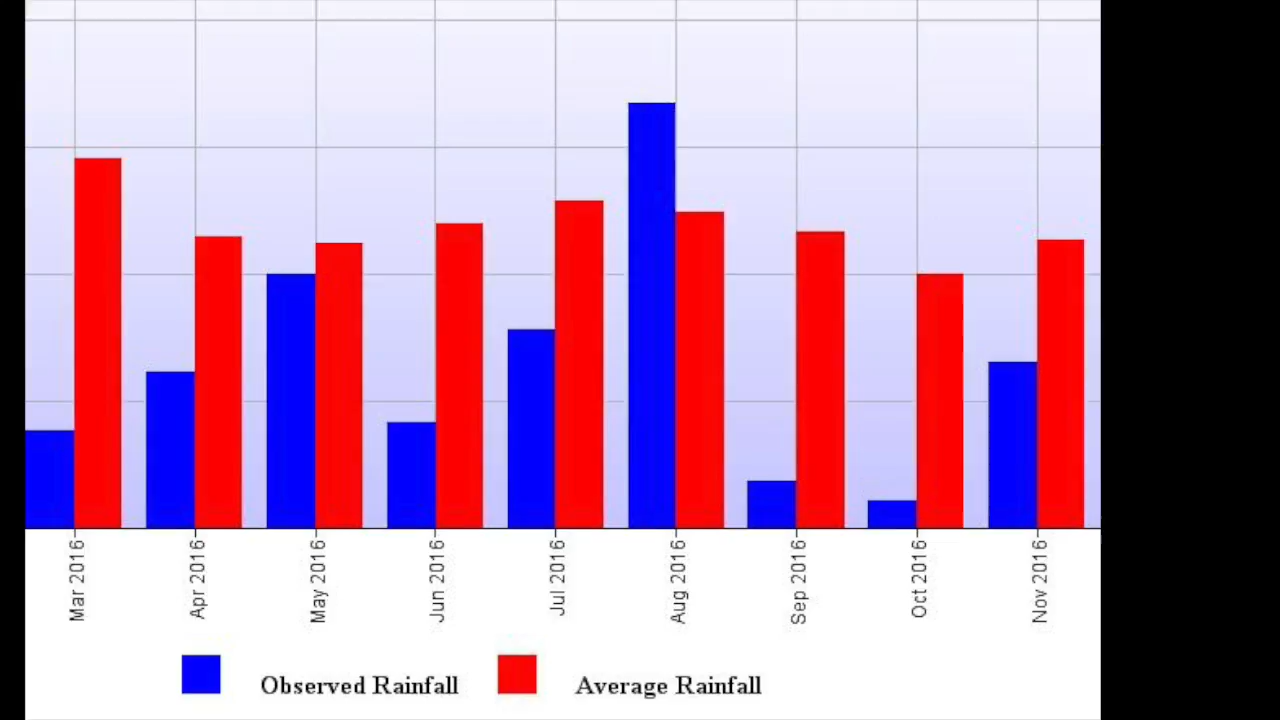 Mar 2016
Apr 2016
May 2016
Jun 2016
Jul 2016
Aug 2016
Sep 2016
Oct 2016
Nov 2016
Observed Rainfall
Average Rainfall